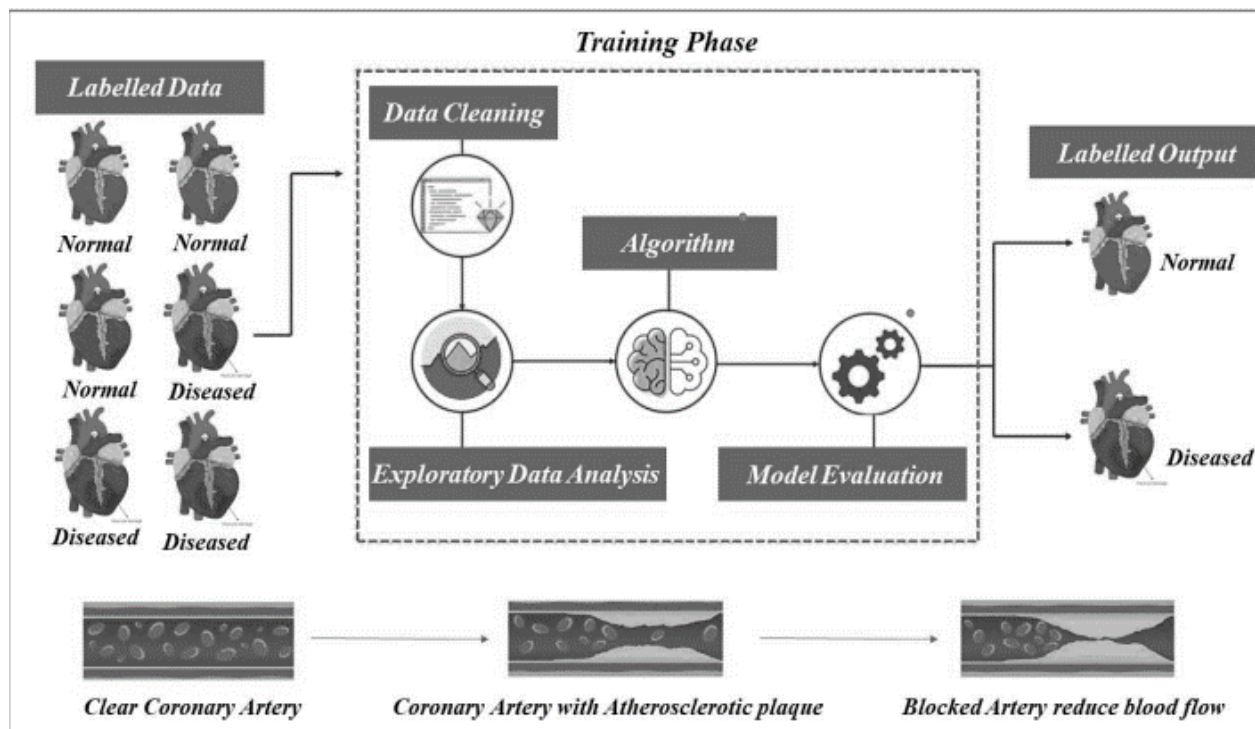 Training Phase
Labelled Data
Data Cleaning
Labelled Output
Normal Normal
Algorithm
Normal
Normal Diseased
Diseased
Exploratory Data Analysis
Model Evaluation
Diseased Diseased
Clear Coronary Artery
Coronary Artery with Atherosclerotic plaque
Blocked Artery reduce blood flow